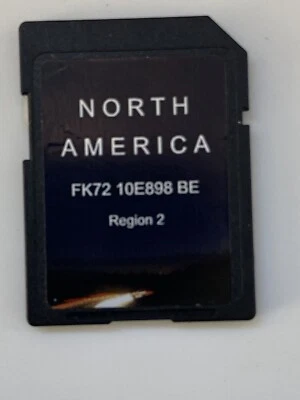 NORTH
AMERICA
FK72 10E898 BE
Region 2